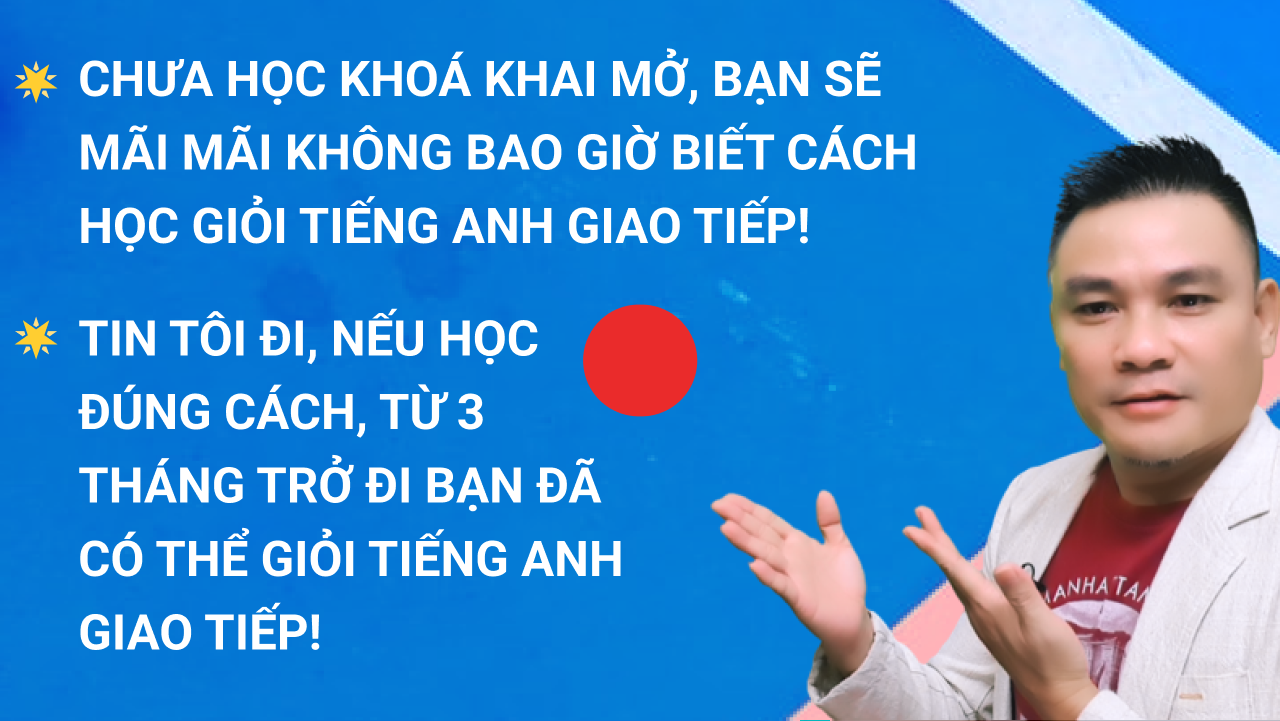 CHƯA HỌC KHOÁ KHAI MỞ, BẠN SẼ
MÃI MÃI KHÔNG BAO GIỜ BIẾT CÁCH
HỌC GIỎI TIẾNG ANH GIAO TIẾP!
TIN TÔI ĐI, NẾU HỌC
ĐÚNG CÁCH, TỪ 3
THÁNG TRỞ ĐI BẠN ĐÃ
CÓ THỂ GIỎI TIẾNG ANH
GIAO TIẾP!